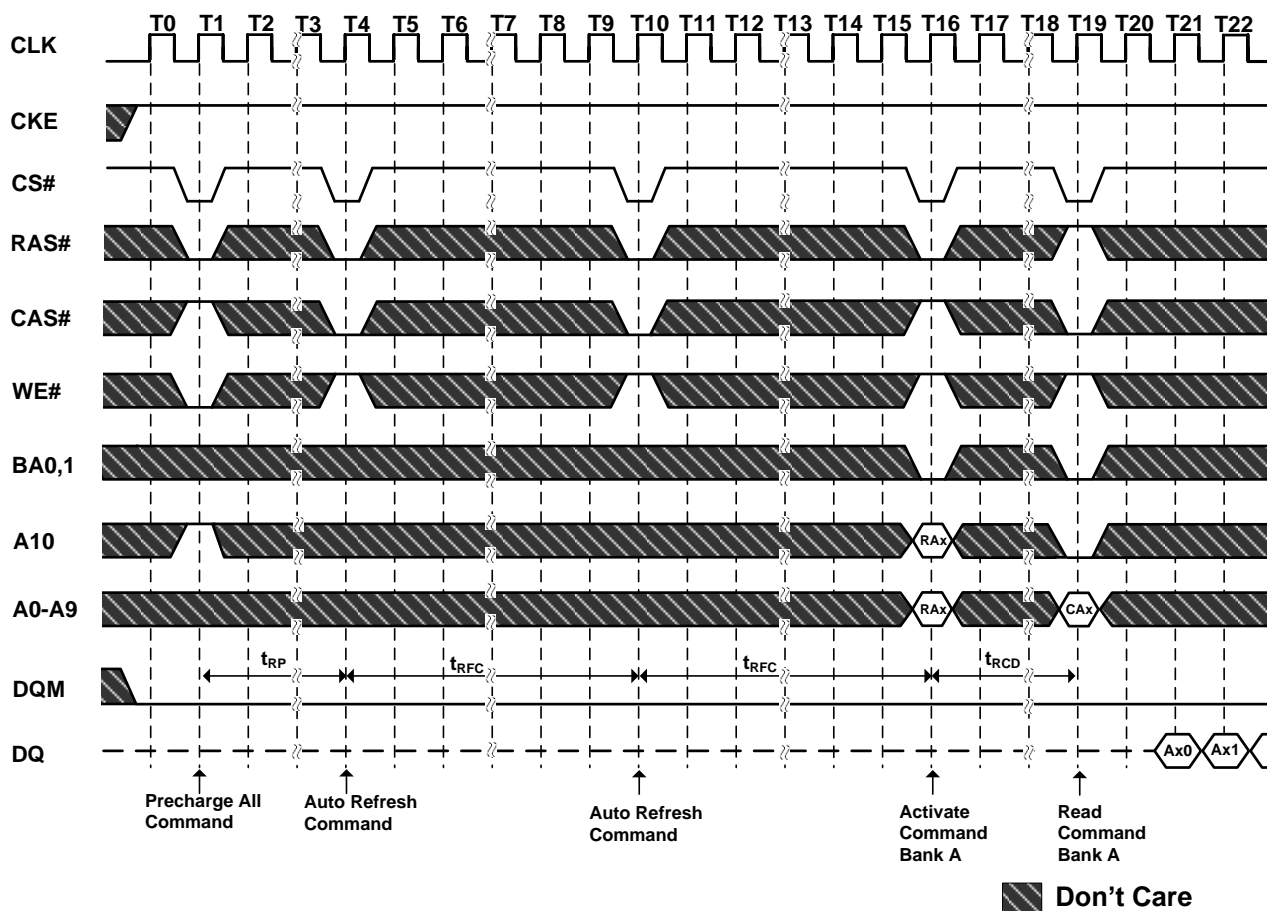 T0 T1 T2 T3 T4 T5 T6 T7 T8 T9 T10 T11 T12 T13 T14 T15 T16 T17 T18 T19 T20 T21 T22
CLK
CKE
CS#
RAS#
CAS#
WE#
BA0,1
A10 RAx
A0-A9 RAx CAx
tRP tRFC tRFC tRCD
DQM
DQ Ax0 Ax1
Precharge All
Command
Auto Refresh
Command
Auto Refresh
Command
Activate
Command
Bank A
Read
Command
Bank A
Don't Care